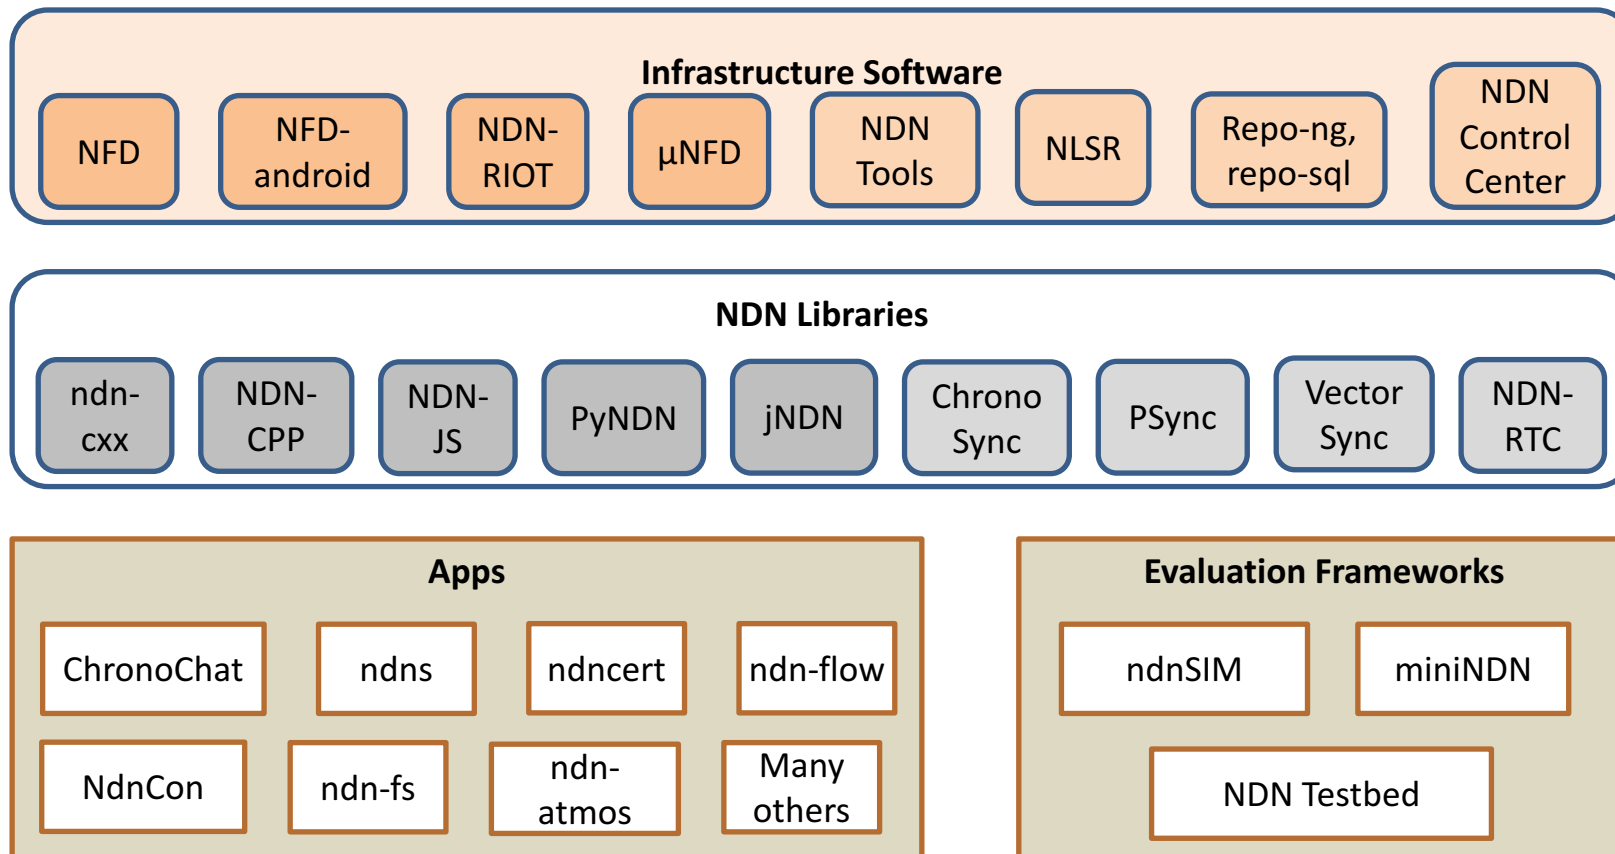 Infrastructure Software
NFD
NFD-
android
NDN-
RIOT
µNFD
NDN
Tools
NLSR
Repo-ng,
repo-sql
NDN
Control
Center
NDN Libraries
ndn-
cxx
NDN-
CPP
NDN-
JS
PyNDN
jNDN
Chrono
Sync
PSync
Vector
Sync
NDN-
RTC
Apps
ChronoChat
ndns
ndncert
ndn-flow
NdnCon
ndn-fs
ndn-
atmos
Many
others
Evaluation Frameworks
ndnSIM
miniNDN
NDN Testbed